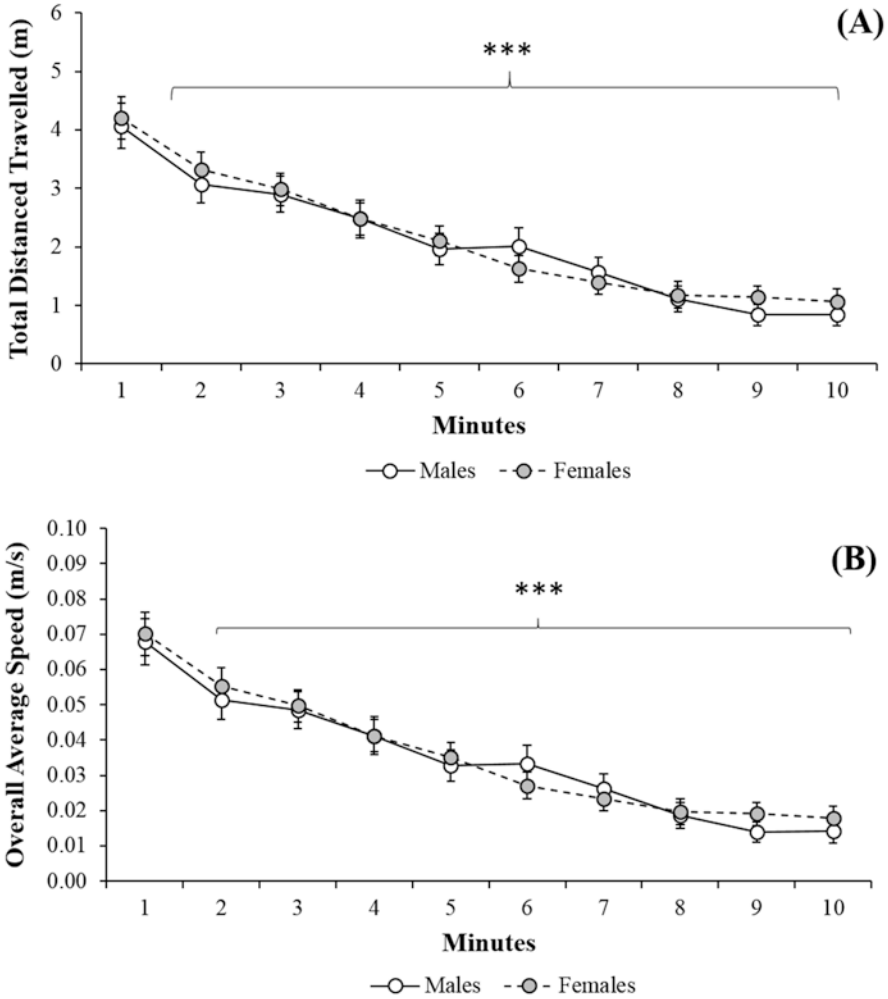 (A)
Total Distanced Travelled (m)
6
5
4
3
2
1
0
***
1 2 3 4 5 6 7 8 9 10
Minutes
Males Females
(B)
Overall Average Speed (m/s)
0.10
0.09
0.08
0.07
0.06
0.05
0.04
0.03
0.02
0.01
0.00
***
1 2 3 4 5 6 7 8 9 10
Minutes
Males Females